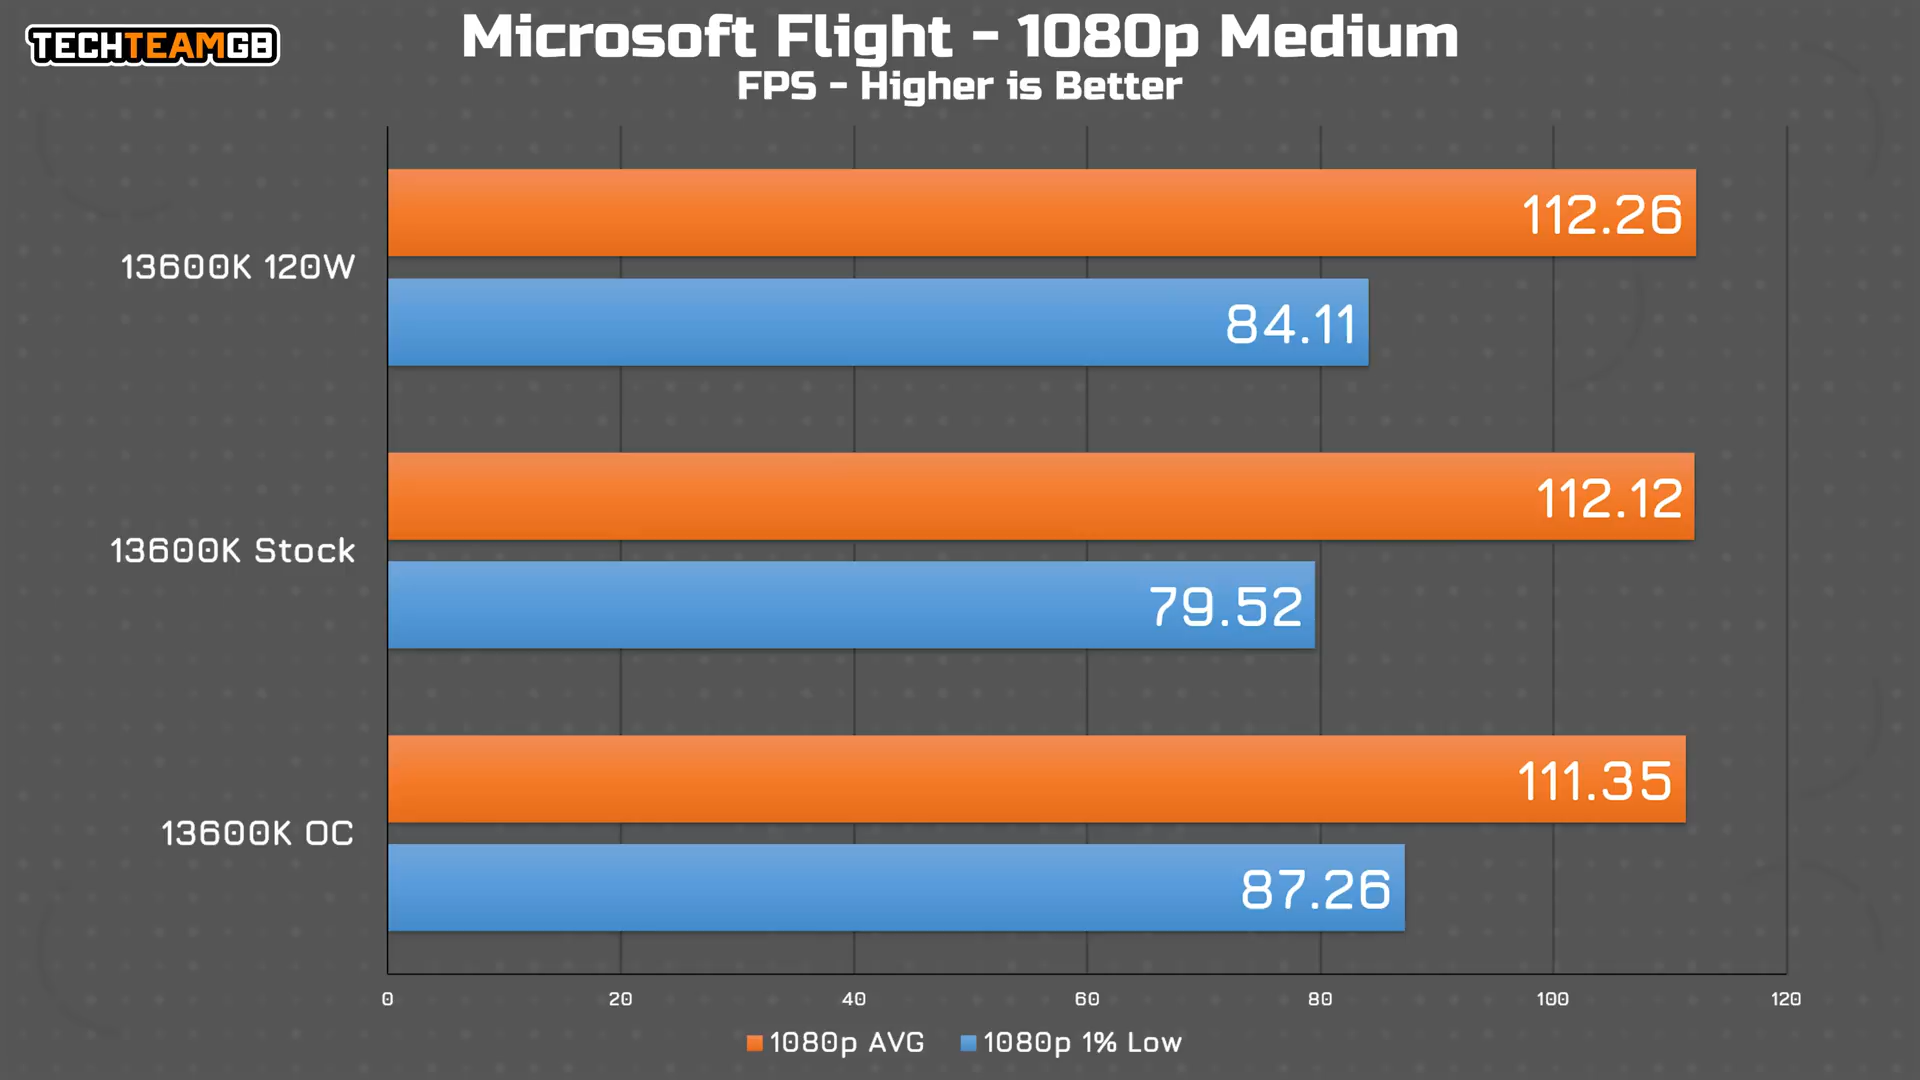 TECHTEAMGB
Microsoft Flight - 1080p Medium
FPS - Higher is Better
13600K 120W
112.26
84.11
13600K Stock
112.12
79.52
13600K OC
111.35
87.26
0 20 40 60 80 100 120
1080p AVG 1080p 1% Low